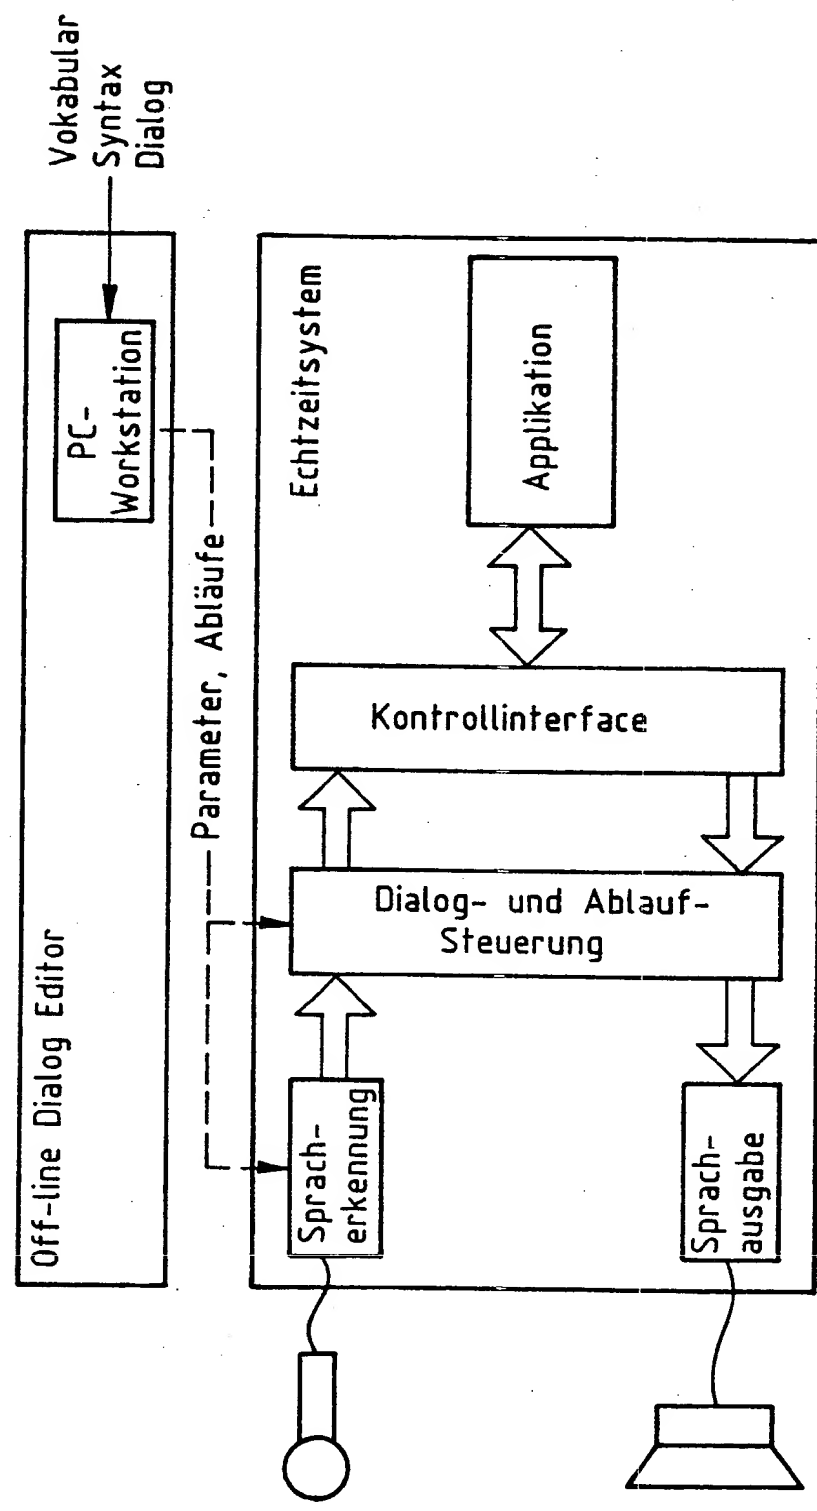 Off-line Dialog Editor
PC-
Workstation
Vokabular
Syntax
Dialog
Parameter, Abläufe
Echtzeitsystem
Sprach-
erkennung
Dialog- und Ablauf-
Steuerung
Kontrollinterface
Applikation
Sprach-
ausgabe